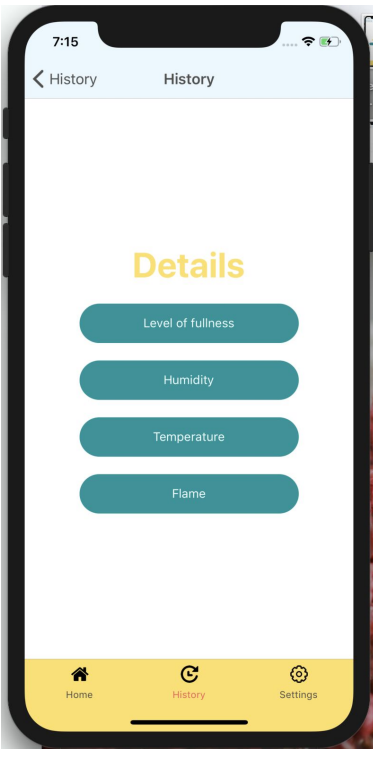 7:15
History
History
Details
Level of fullness
Humidity
Temperature
Flame
Home
History
Settings